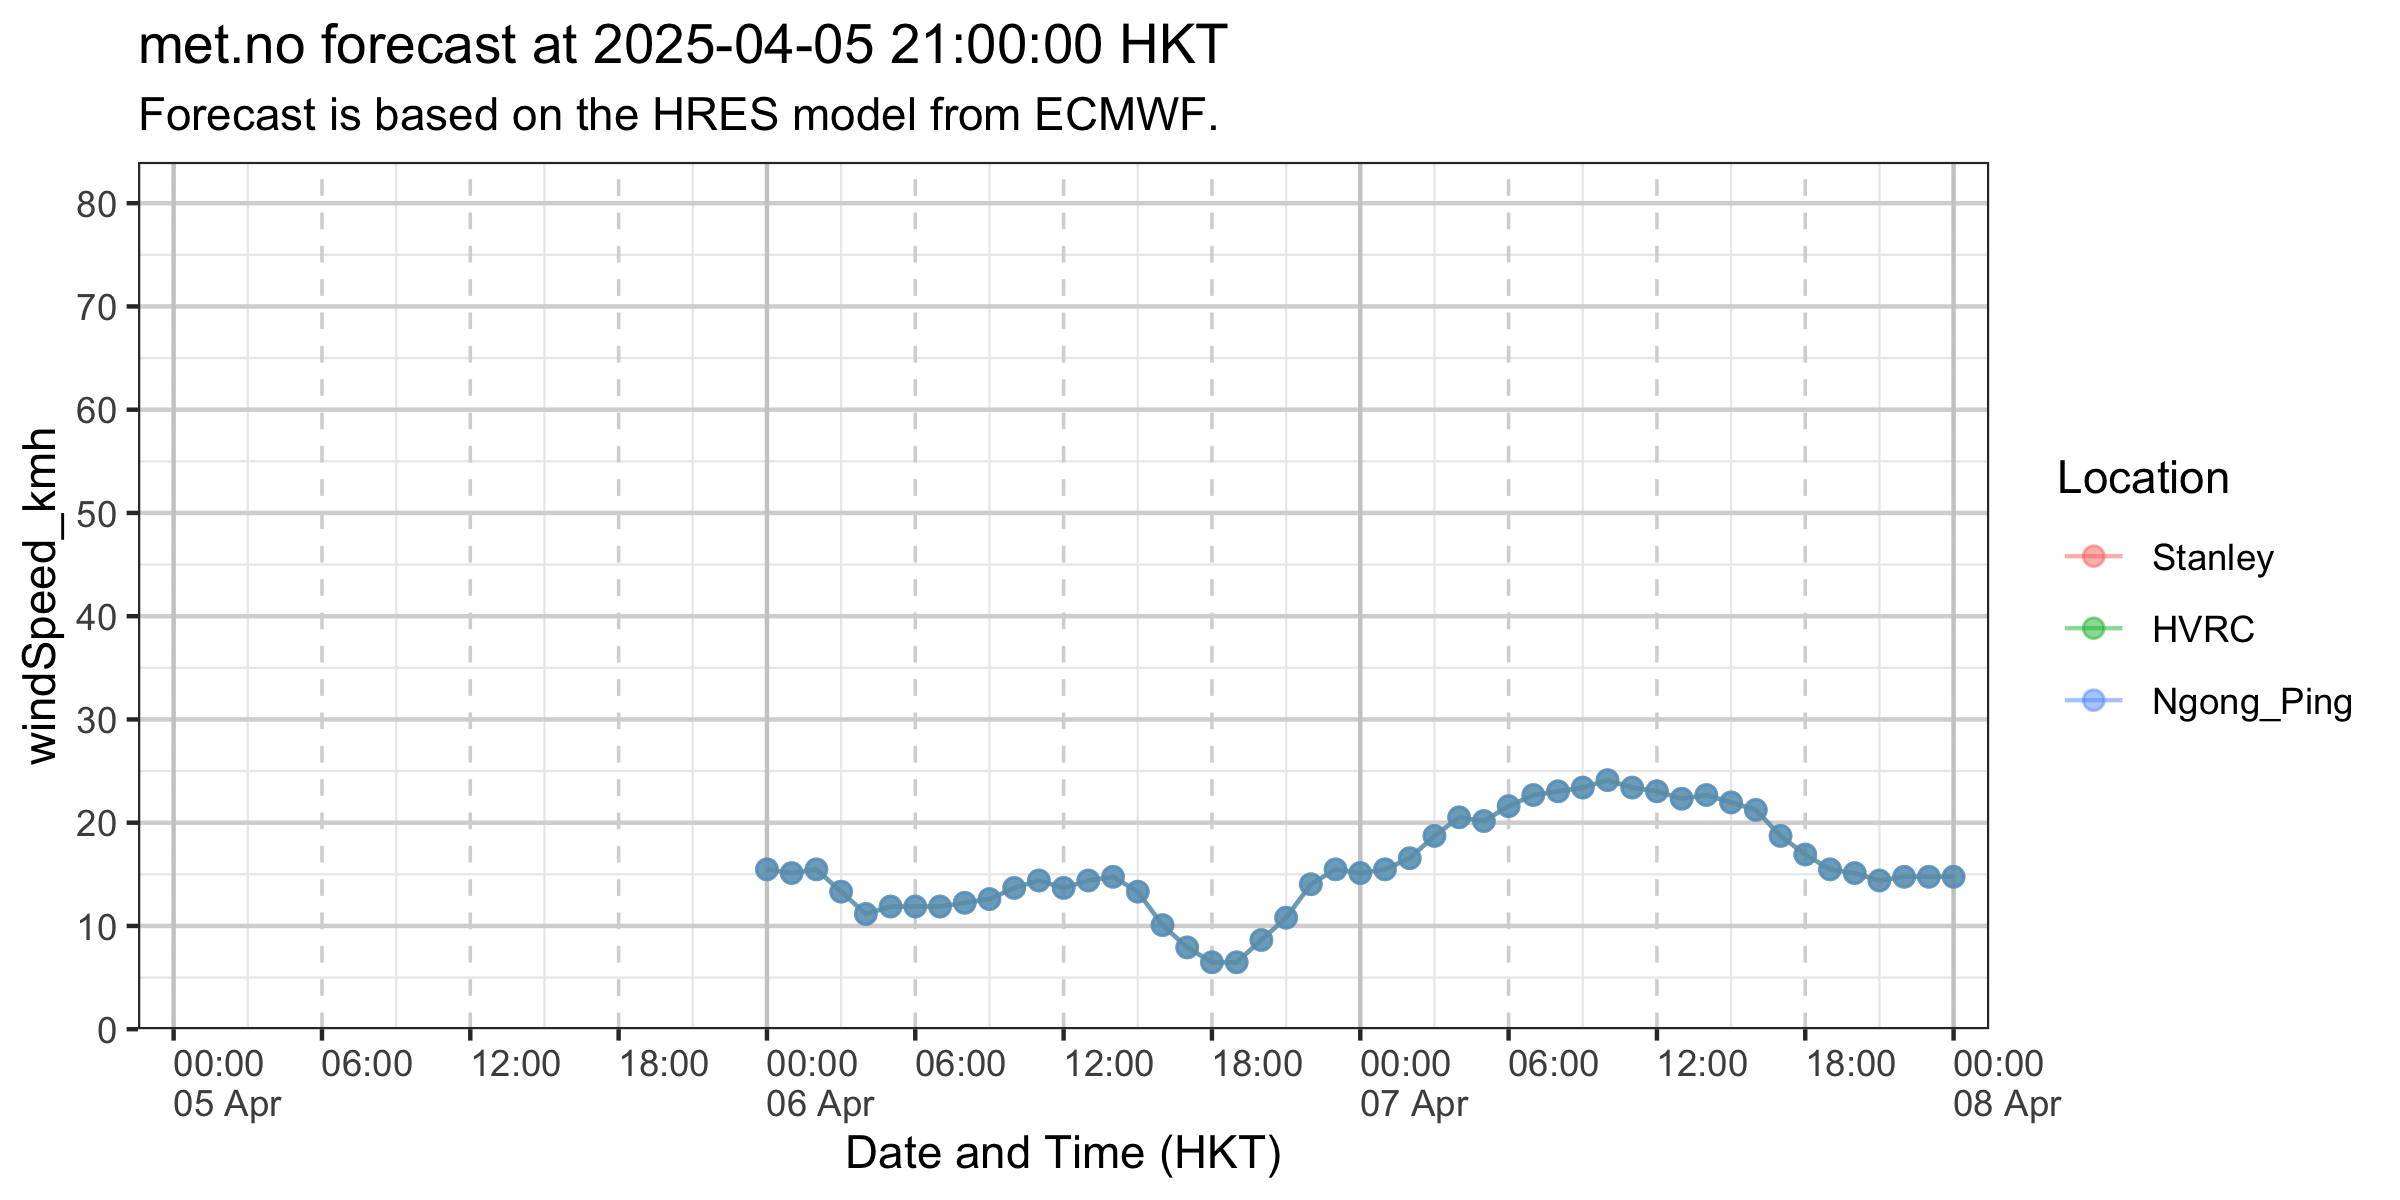 met.no forecast at 2025-04-05 21:00:00 HKT
Forecast is based on the HRES model from ECMWF.
windSpeed_kmh
80
70
60
50
40
30
20
10
0
00:00 06:00 12:00 18:00 00:00 06:00 12:00 18:00 00:00 06:00 12:00 18:00 00:00
05 Apr 06 Apr 07 Apr 08 Apr
Date and Time (HKT)
Location
Stanley
HVRC
Ngong_Ping